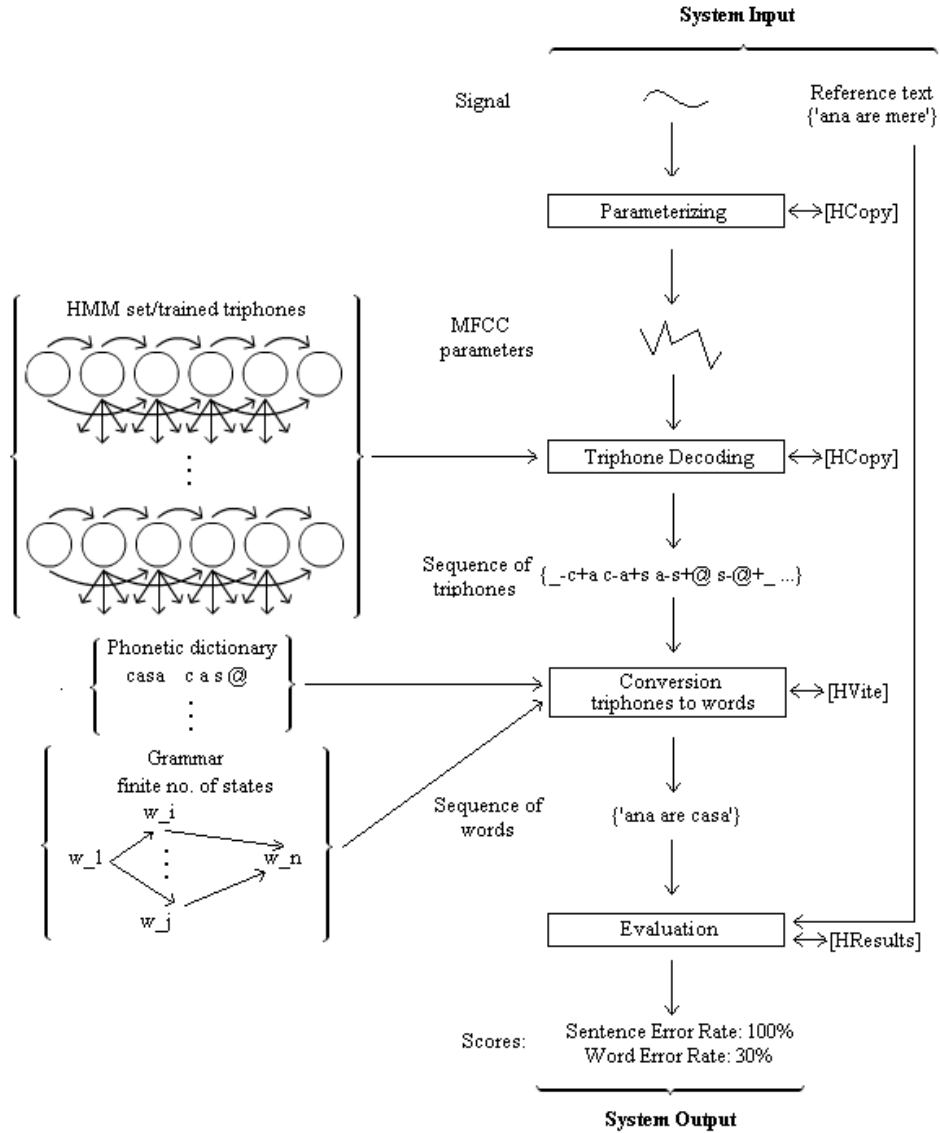 System Input
Signal
Reference text
{'ana are mere'}
Parameterizing
[HCopy]
HMM set/trained triphones
MFCC
parameters
Triphone Decoding
[HCopy]
Sequence of
triphones
{_-c+a c-a+s a-s+@ s-@+_ ...}
Phonetic dictionary
casa c a s @
Conversion
triphones to words
[HVite]
Grammar
finite no. of states
w_i
w_1
w_n
w_j
Sequence of
words
{'ana are casa'}
Evaluation
[HResults]
Scores:
Sentence Error Rate: 100%
Word Error Rate: 30%
System Output